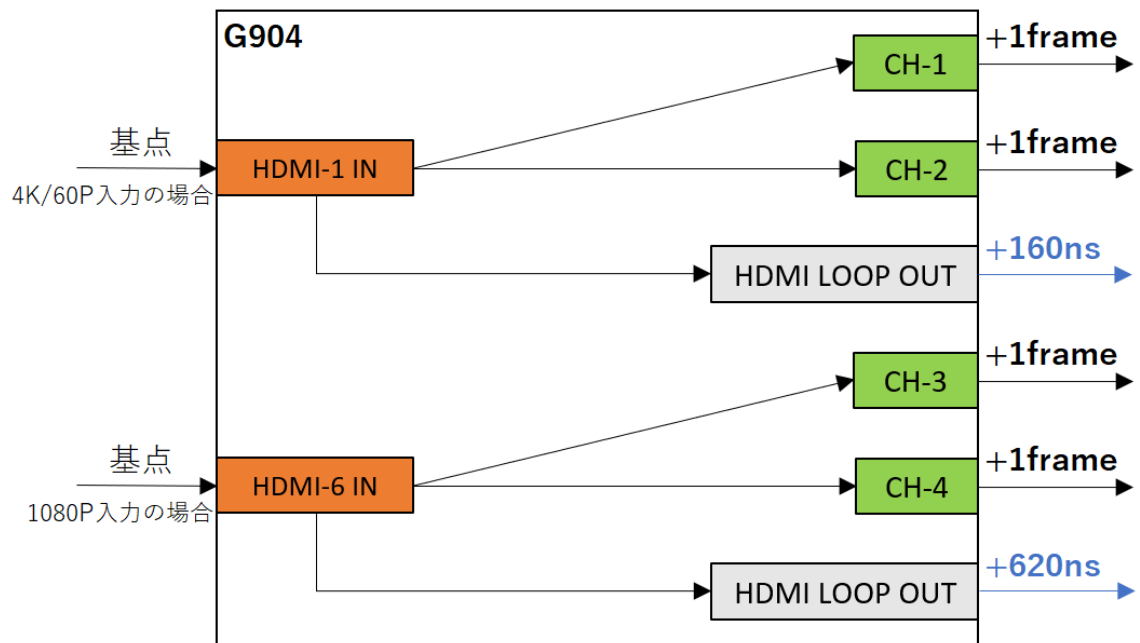 G904
+1frame
CH-1
基点
HDMI-1 IN
4K/60P入力の場合
+1frame
CH-2
+160ns
HDMI LOOP OUT
+1frame
CH-3
基点
HDMI-6 IN
1080P入力の場合
+1frame
CH-4
+620ns
HDMI LOOP OUT